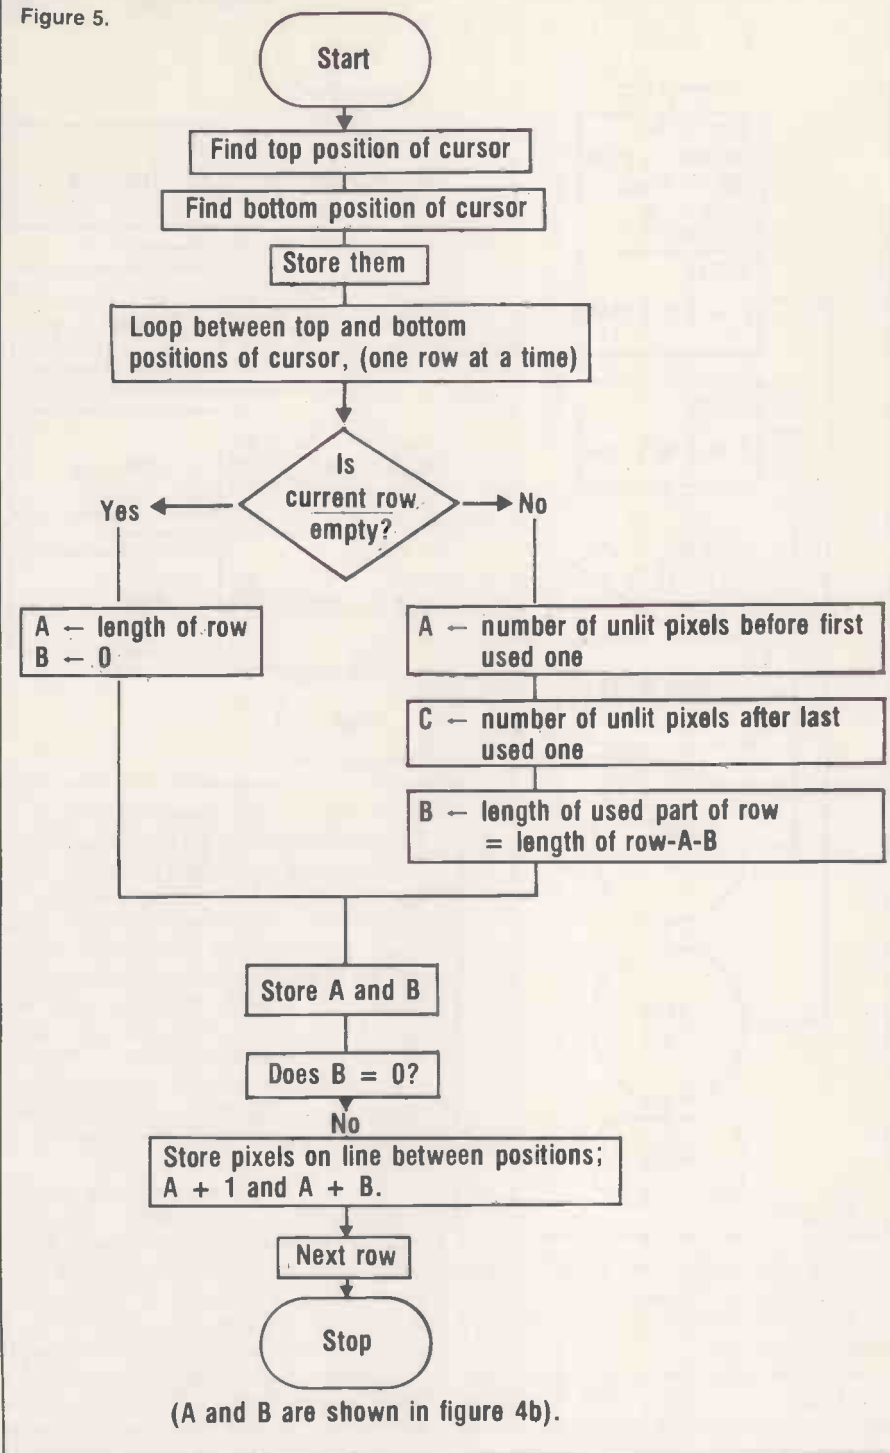 Figure 5.
Start
Find top position of cursor
Find bottom position of cursor
Store them
Loop between top and bottom
positions of cursor, (one row at a time)
Is
current row
empty?
Yes
No
A ← length of row
B ← 0
A ← number of unlit pixels before first
used one
C ← number of unlit pixels after last
used one
B ← length of used part of row
= length of row-A-B
Store A and B
Does B = 0?
No
Store pixels on line between positions;
A + 1 and A + B.
Next row
Stop
(A and B are shown in figure 4b).